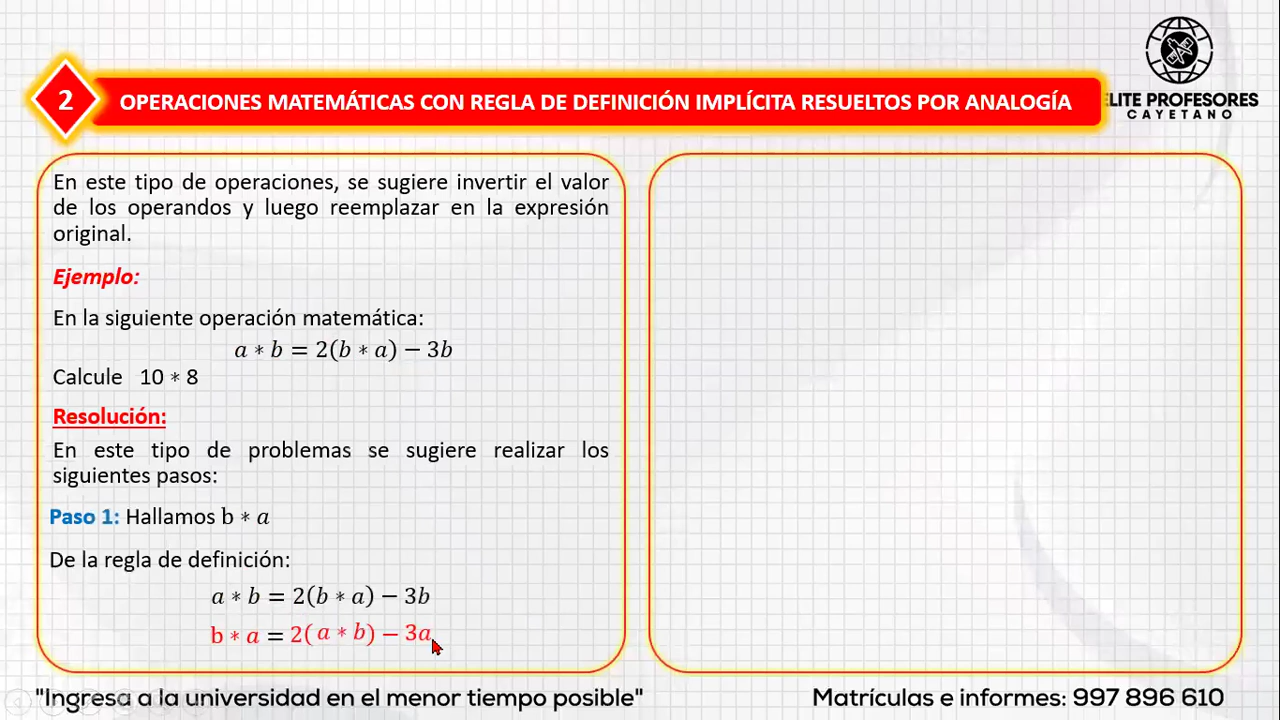 2
OPERACIONES MATEMÁTICAS CON REGLA DE DEFINICIÓN IMPLÍCITA RESUELTOS POR ANALOGÍA
ELITE PROFESORES
CAYETANO
En este tipo de operaciones, se sugiere invertir el valor
de los operandos y luego reemplazar en la expresión
original.
Ejemplo:
En la siguiente operación matemática:
a ∗ b = 2(b ∗ a) − 3b
Calcule 10 ∗ 8
Resolución:
En este tipo de problemas se sugiere realizar los
siguientes pasos:
Paso 1: Hallamos b ∗ a
De la regla de definición:
a ∗ b = 2(b ∗ a) − 3b
b ∗ a = 2( a ∗ b) − 3a
"Ingresa a la universidad en el menor tiempo posible"
Matrículas e informes: 997 896 610